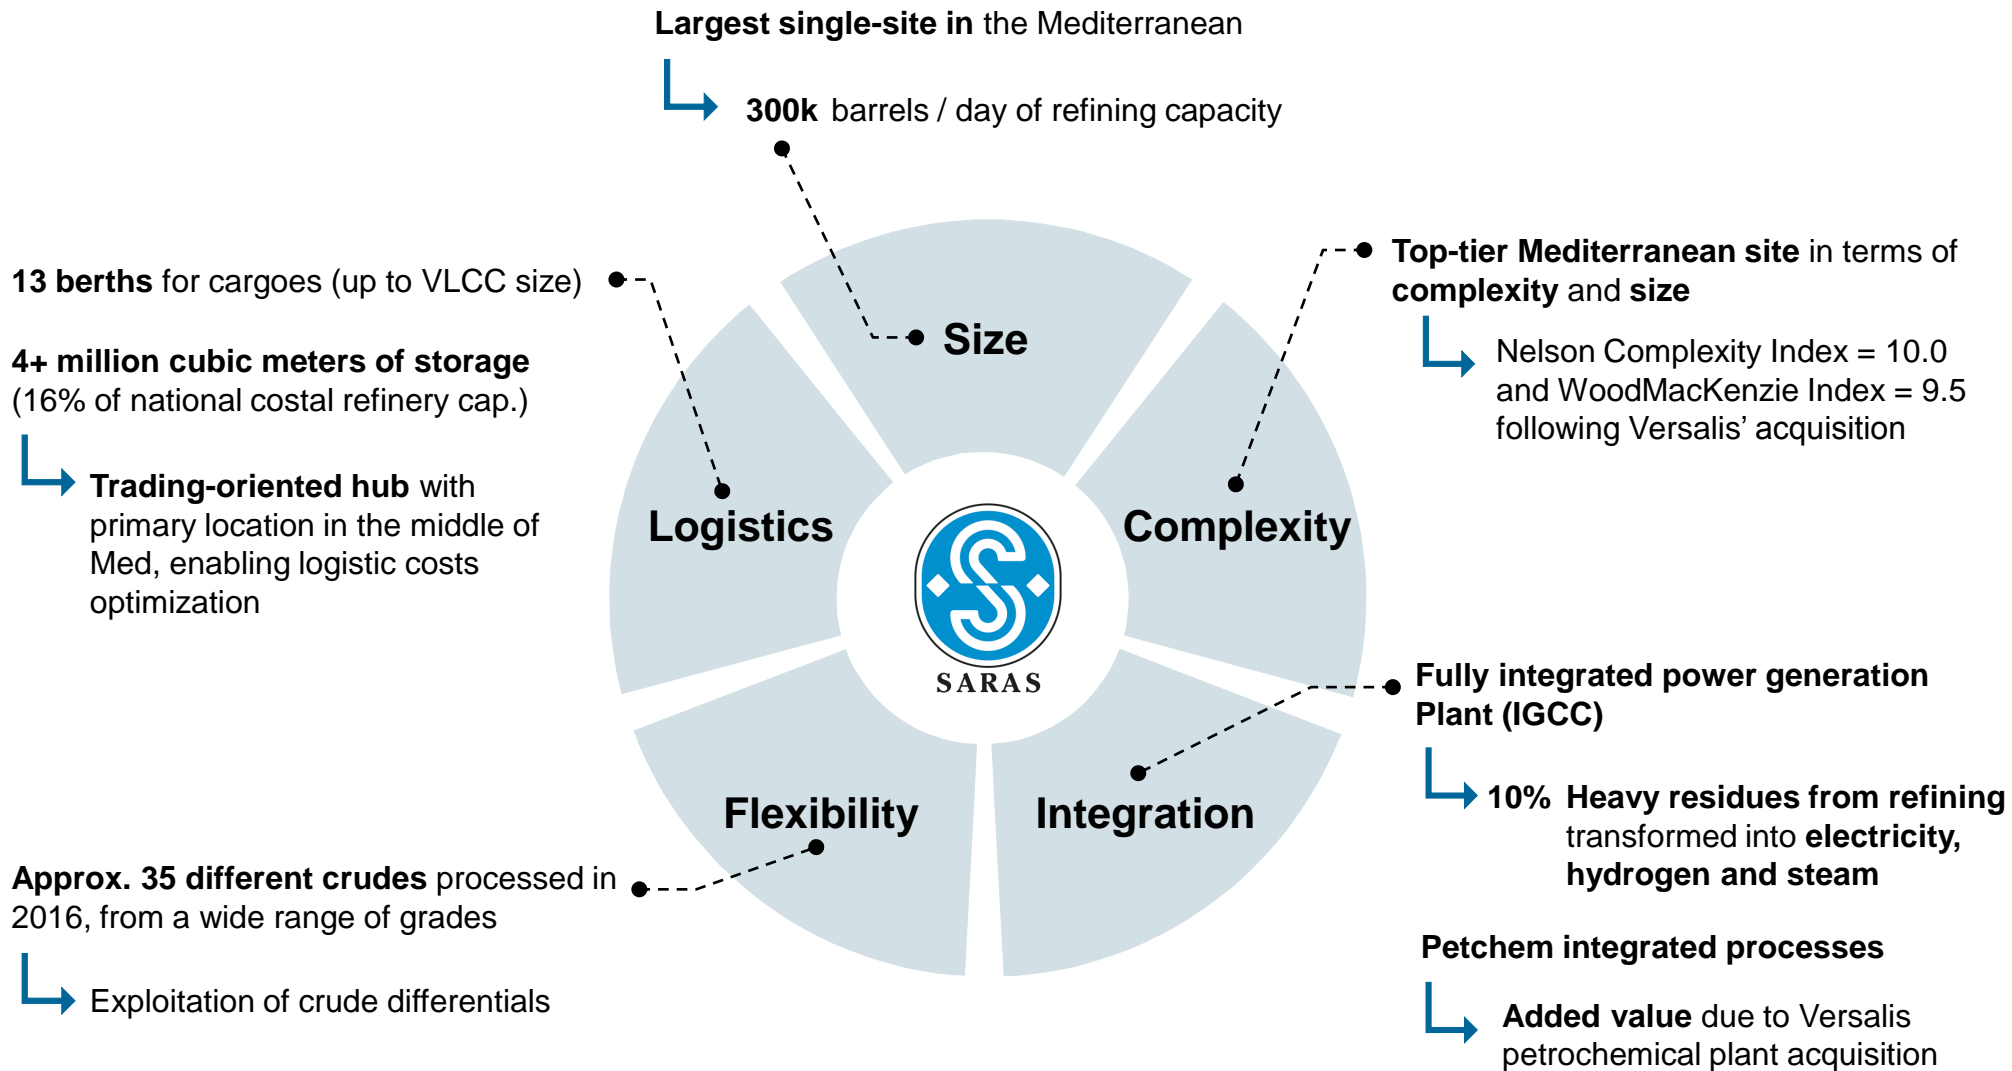 Largest single-site in the Mediterranean
300k barrels / day of refining capacity
Size
Top-tier Mediterranean site in terms of
complexity and size
Nelson Complexity Index = 10.0
and WoodMacKenzie Index = 9.5
following Versalis’ acquisition
Complexity
13 berths for cargoes (up to VLCC size)
4+ million cubic meters of storage
(16% of national costal refinery cap.)
Trading-oriented hub with
primary location in the middle of
Med, enabling logistic costs
optimization
Logistics
SARAS
Fully integrated power generation
Plant (IGCC)
10% Heavy residues from refining
transformed into electricity,
hydrogen and steam
Petchem integrated processes
Added value due to Versalis
petrochemical plant acquisition
Integration
Flexibility
Approx. 35 different crudes processed in
2016, from a wide range of grades
Exploitation of crude differentials